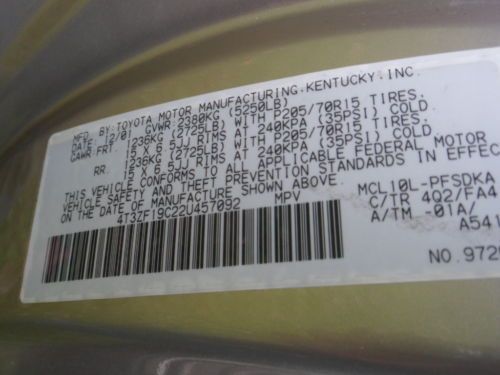 MFD. BY: TOYOTA MOTOR MANUFACTURING, KENTUCKY, INC.
DATE: 12/01 GVWR: 2380KG (5250LB)
GAWR: FRT. 1236KG (2725LB) WITH P205/70R15 TIRES,
15 X 6.5JJ RIMS AT 240KPA (35PSI) COLD.
RR. 1236KG (2725LB) WITH P205/70R15 TIRES,
15 X 6.5JJ RIMS AT 240KPA (35PSI) COLD.
THIS VEHICLE CONFORMS TO ALL APPLICABLE FEDERAL MOTOR
VEHICLE SAFETY AND THEFT PREVENTION STANDARDS IN EFFEC
ON THE DATE OF MANUFACTURE SHOWN ABOVE.
4T3ZF19C22U457092 MPV
MCL10L-PFSDKA
C/TR 4Q2/FA4
A/TM -01A/
A541
NO. 972